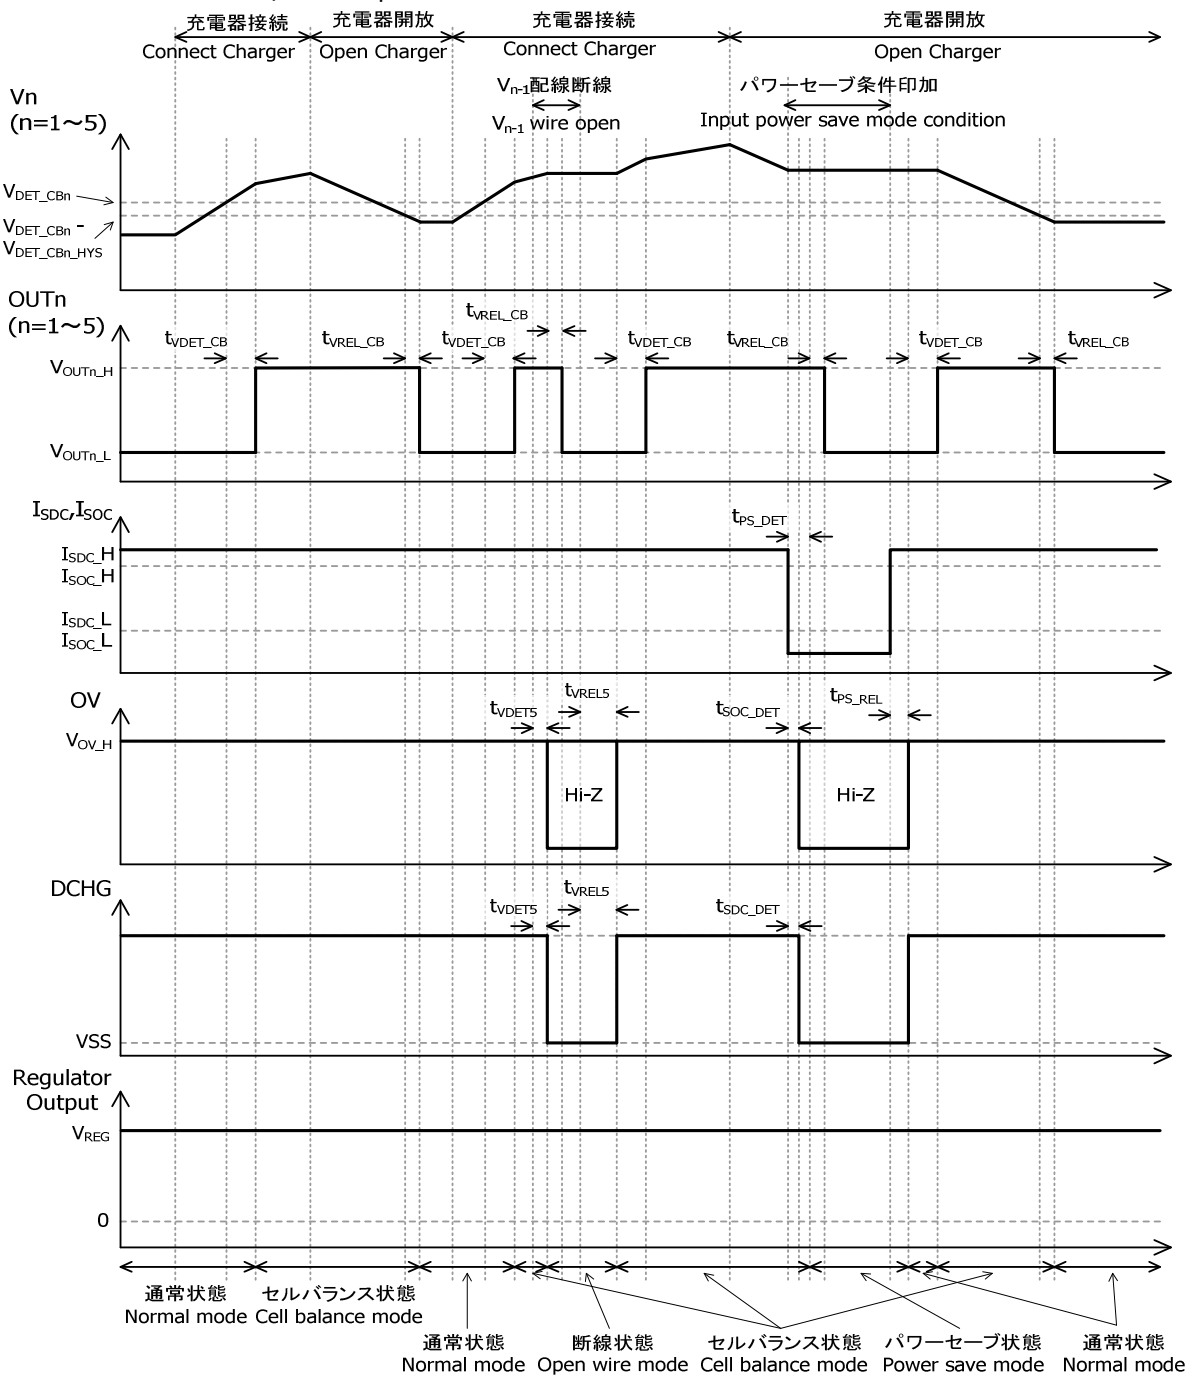 充電器接続 充電器開放 充電器接続 充電器開放
Connect Charger Open Charger Connect Charger Open Charger
Vn-1配線断線 パワーセーブ条件印加
Vn-1 wire open Input power save mode condition
Vn
(n=1～5)
VDET_CBn
VDET_CBn -
VDET_CBn_HYS
OUTn
(n=1～5)
tVREL_CB
tVDET_CB tVREL_CB tVDET_CB tVDET_CB tVREL_CB tVDET_CB tVREL_CB
VOUTn_H
VOUTn_L
ISDC,ISOC
tPS_DET
ISDC_H
ISOC_H
ISDC_L
ISOC_L
OV
tVREL5 tPS_REL
tVDET5 tSOC_DET
VOV_H
Hi-Z Hi-Z
DCHG
tVREL5
tVDET5 tSDC_DET
VSS
Regulator
Output
VREG
0
通常状態 セルバランス状態
Normal mode Cell balance mode
通常状態 断線状態 セルバランス状態 パワーセーブ状態 通常状態
Normal mode Open wire mode Cell balance mode Power save mode Normal mode